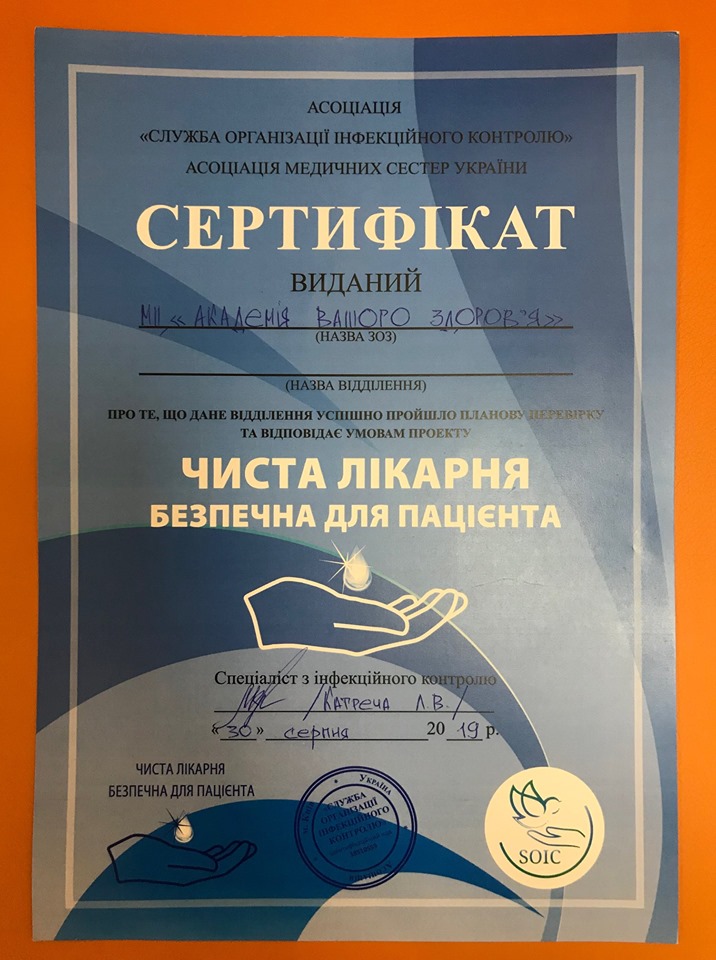 АСОЦІАЦІЯ
«СЛУЖБА ОРГАНІЗАЦІЇ ІНФЕКЦІЙНОГО КОНТРОЛЮ»
АСОЦІАЦІЯ МЕДИЧНИХ СЕСТЕР УКРАЇНИ
СЕРТИФІКАТ
ВИДАНИЙ
МЦ «АКАДЕМІЯ ВАШОГО ЗДОРОВ'Я»
(НАЗВА ЗОЗ)
(НАЗВА ВІДДІЛЕННЯ)
ПРО ТЕ, ЩО ДАНЕ ВІДДІЛЕННЯ УСПІШНО ПРОЙШЛО ПЛАНОВУ ПЕРЕВІРКУ
ТА ВІДПОВІДАЄ УМОВАМ ПРОЕКТУ
ЧИСТА ЛІКАРНЯ
БЕЗПЕЧНА ДЛЯ ПАЦІЄНТА
Спеціаліст з інфекційного контролю
/Катреча Л.В./
«30» серпня 2019 р.
ЧИСТА ЛІКАРНЯ
БЕЗПЕЧНА ДЛЯ ПАЦІЄНТА
Україна
«СЛУЖБА
ОРГАНІЗАЦІЇ
ІНФЕКЦІЙНОГО
КОНТРОЛЮ»
SOIC